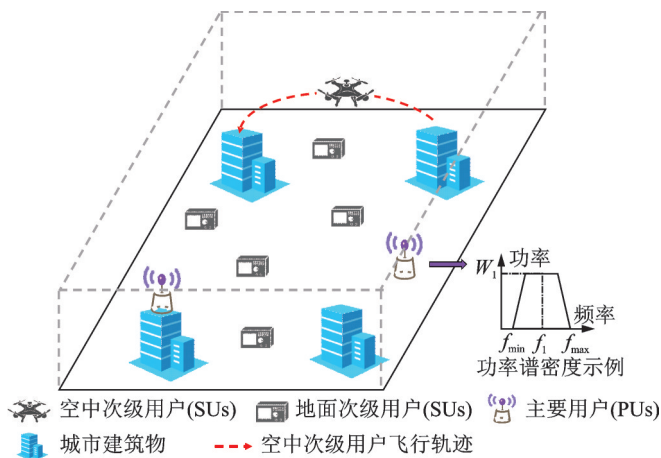 W₁
功率
频率
f_min f₁ f_max
功率谱密度示例
空中次级用户(SUs) 地面次级用户(SUs) 主要用户(PUs)
城市建筑物 空中次级用户飞行轨迹